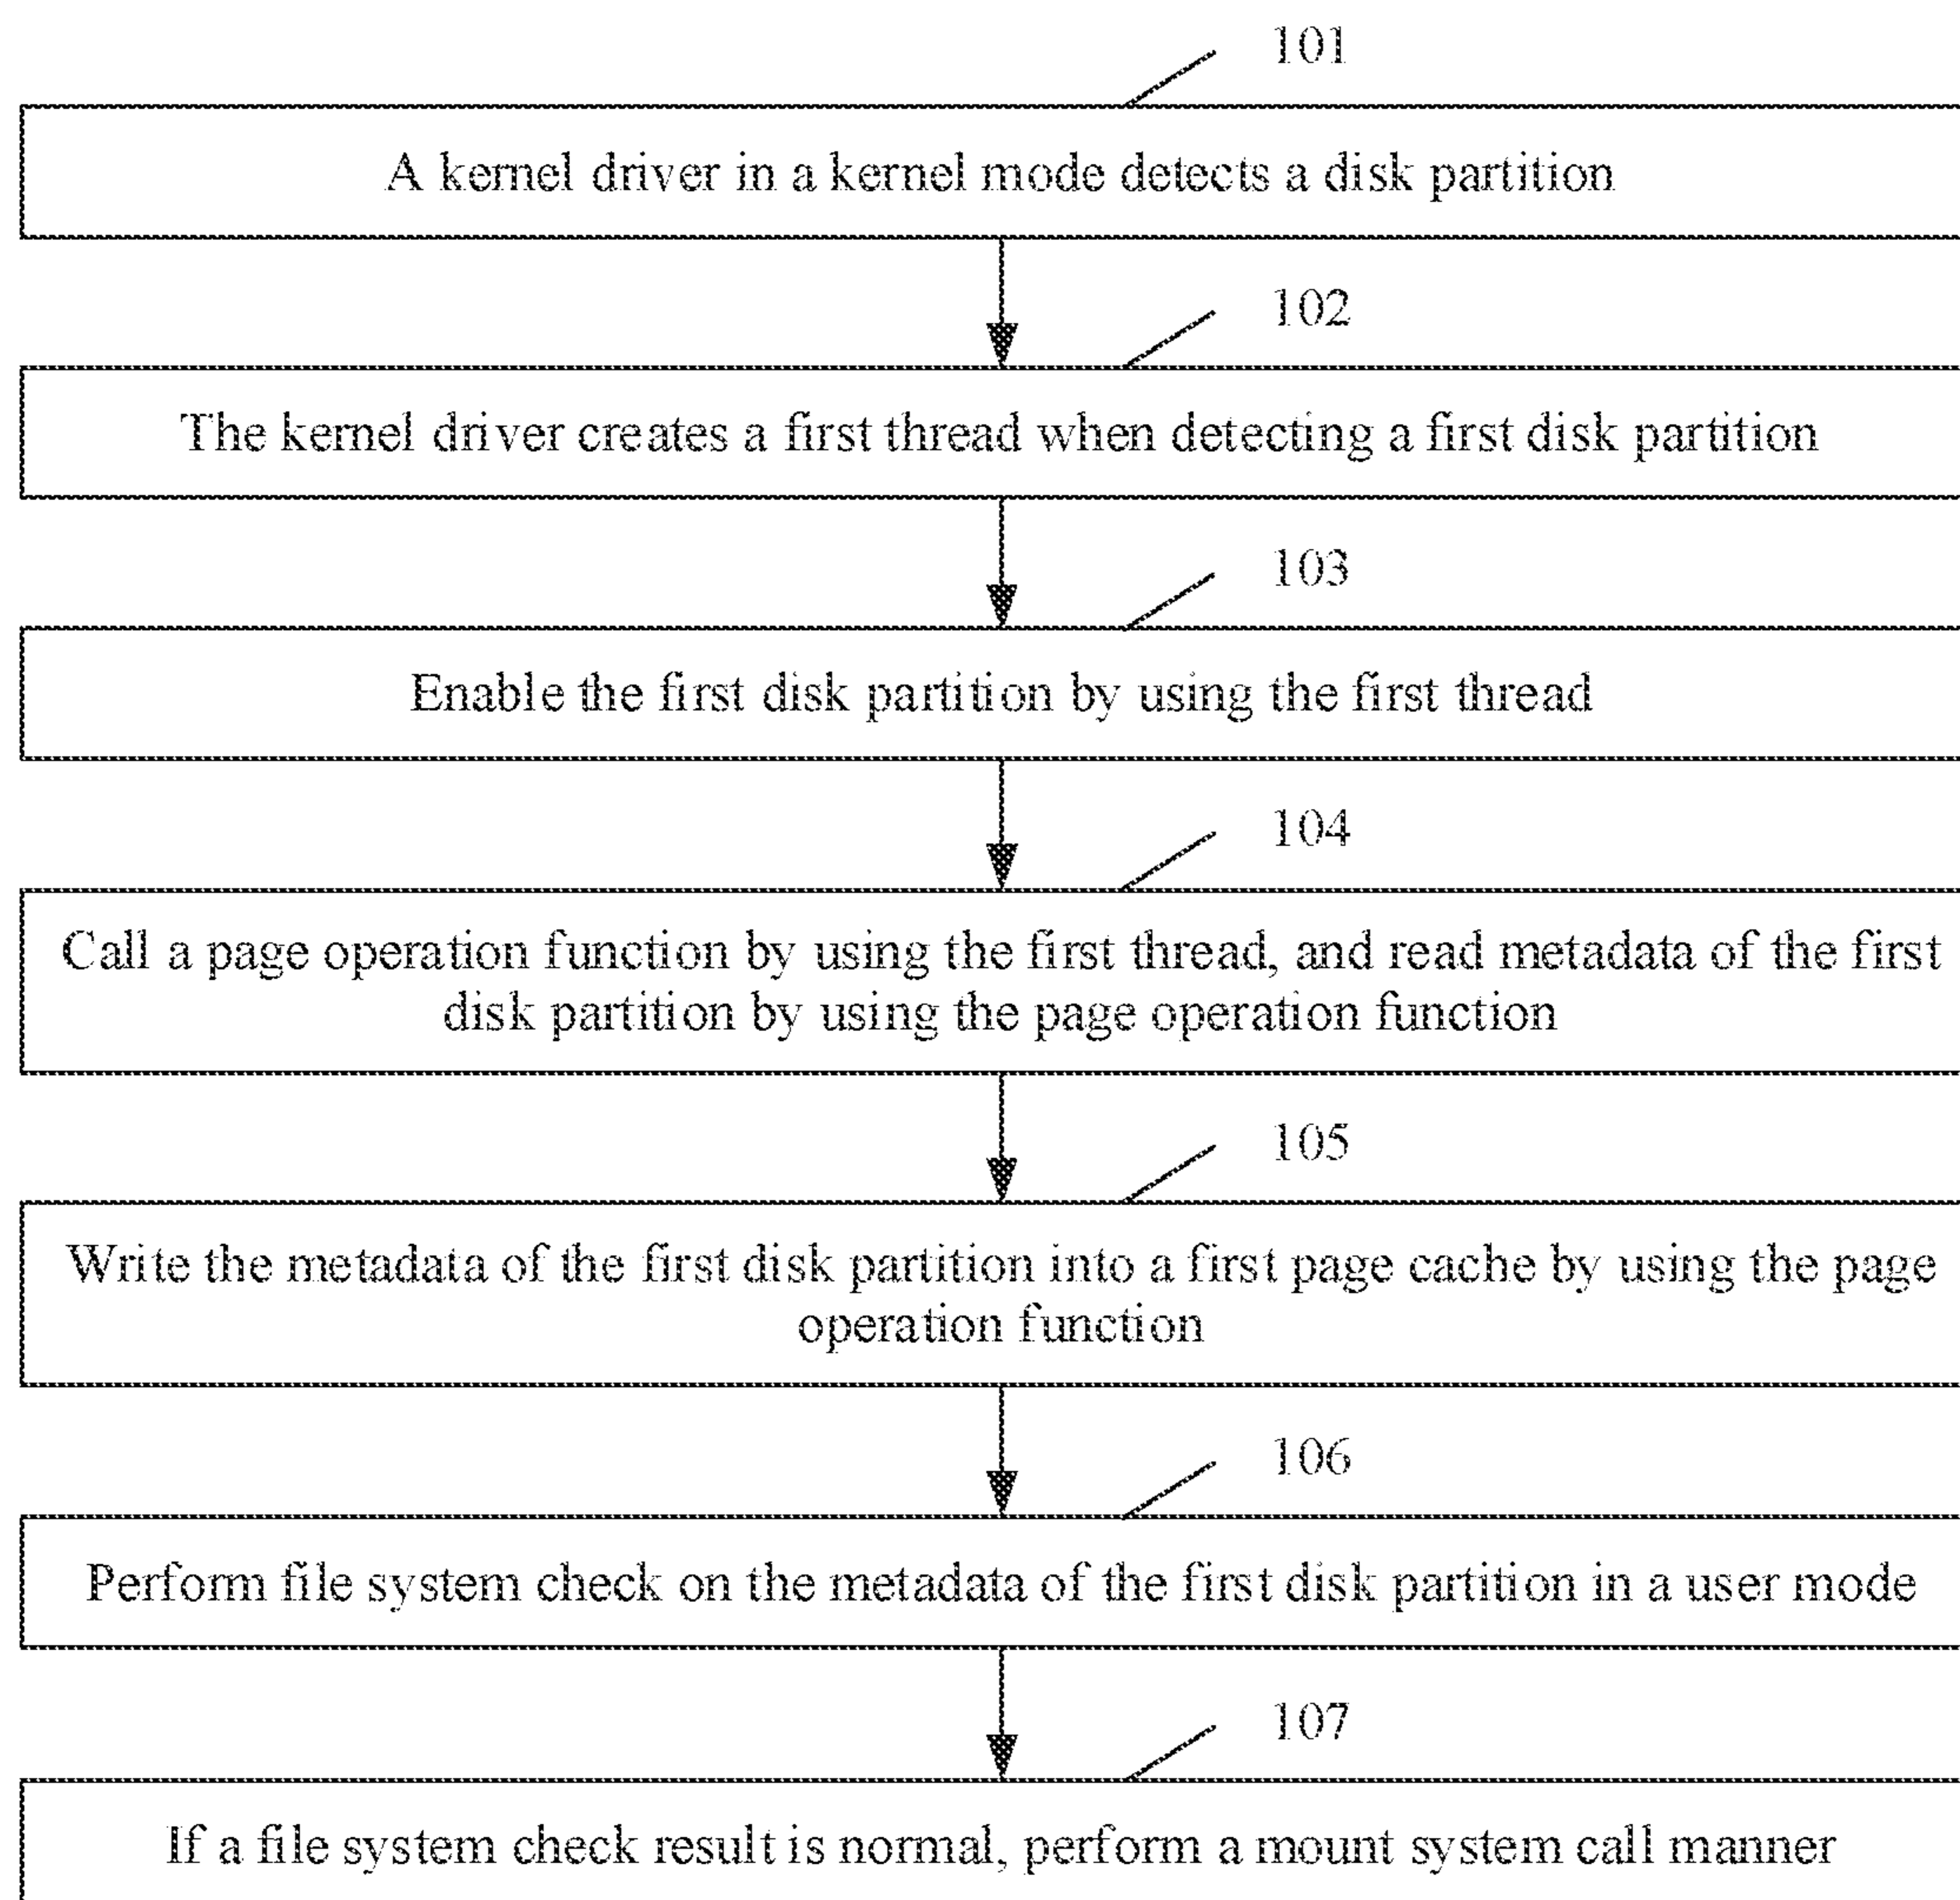 101
A kernel driver in a kernel mode detects a disk partition
102
The kernel driver creates a first thread when detecting a first disk partition
103
Enable the first disk partition by using the first thread
104
Call a page operation function by using the first thread, and read metadata of the first
disk partition by using the page operation function
105
Write the metadata of the first disk partition into a first page cache by using the page
operation function
106
Perform file system check on the metadata of the first disk partition in a user mode
107
If a file system check result is normal, perform a mount system call manner